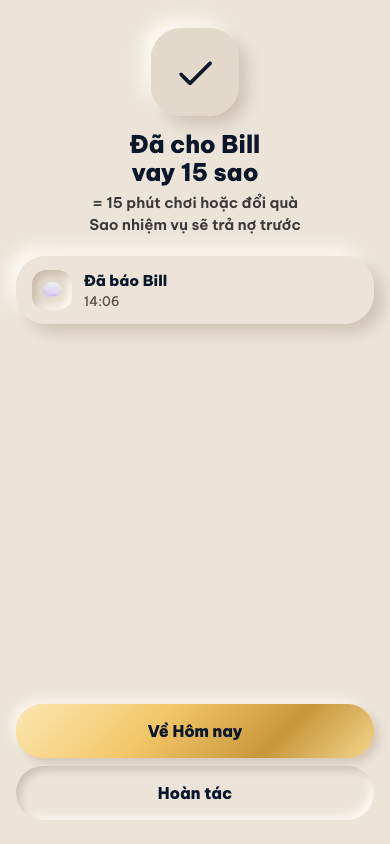 Đã cho Bill
vay 15 sao
= 15 phút chơi hoặc đổi quà
Sao nhiệm vụ sẽ trả nợ trước
Đã báo Bill
14:06
Về Hôm nay
Hoàn tác